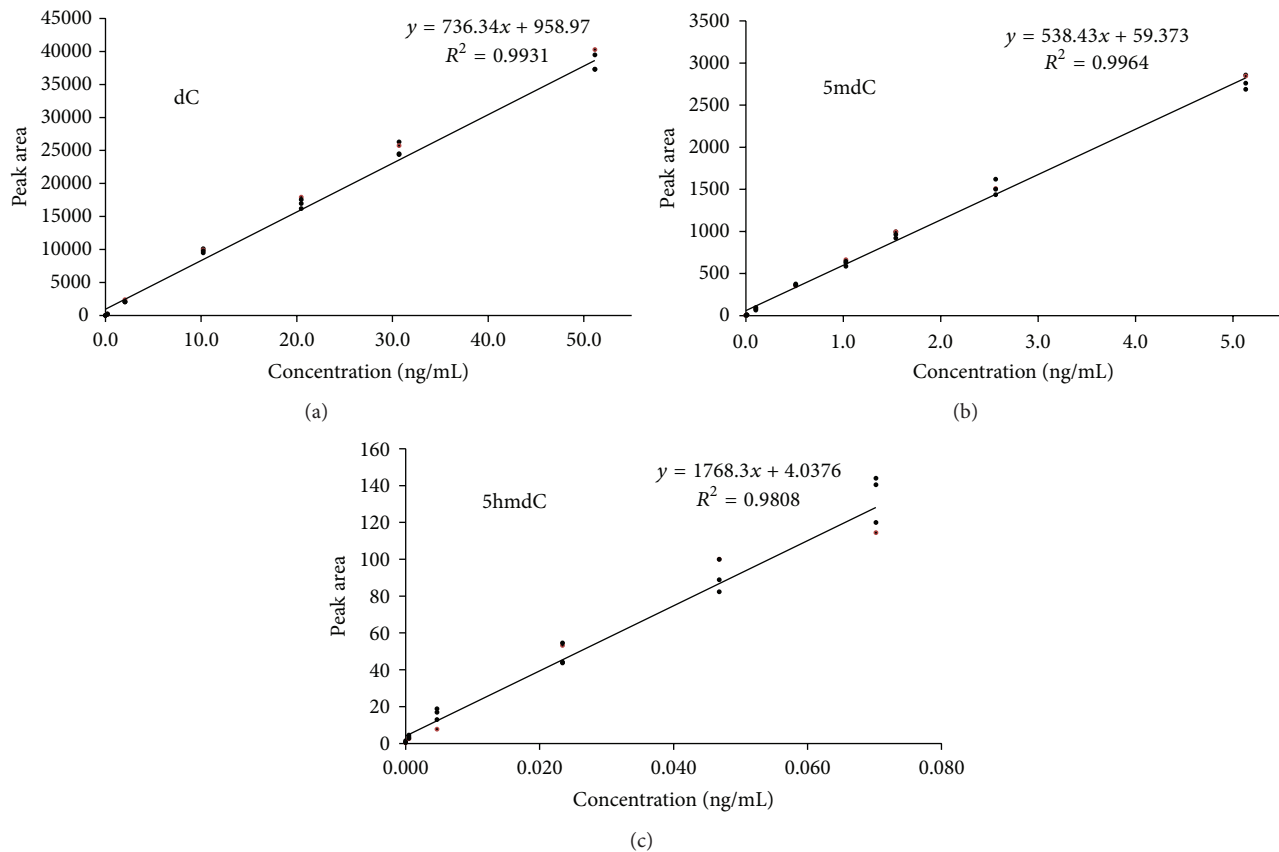 45000
40000
35000
30000
25000
20000
15000
10000
5000
0
Peak area
dC
y = 736.34x + 958.97
R² = 0.9931
0.0 10.0 20.0 30.0 40.0 50.0
Concentration (ng/mL)
(a)
3500
3000
2500
2000
1500
1000
500
0
Peak area
5mdC
y = 538.43x + 59.373
R² = 0.9964
0.0 1.0 2.0 3.0 4.0 5.0
Concentration (ng/mL)
(b)
160
140
120
100
80
60
40
20
0
Peak area
5hmdC
y = 1768.3x + 4.0376
R² = 0.9808
0.000 0.020 0.040 0.060 0.080
Concentration (ng/mL)
(c)